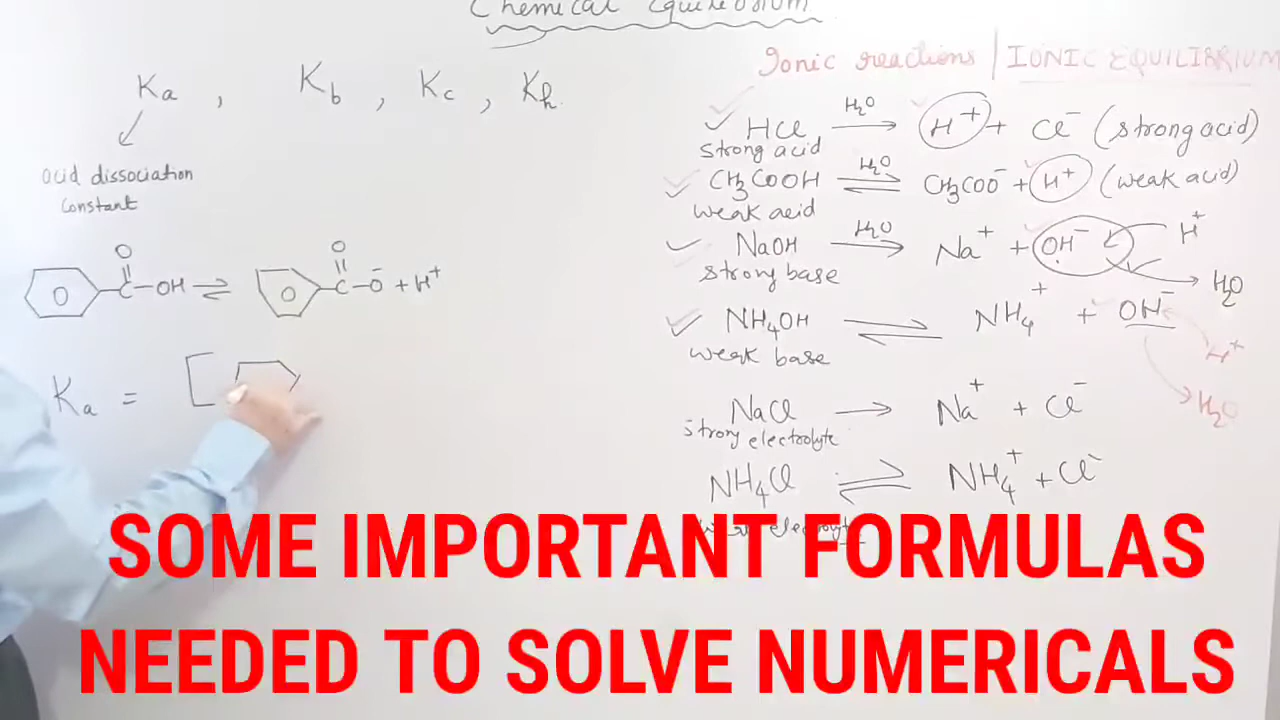 Chemical Equilibrium
Ka , Kb , Kc , Kh.
acid dissociation
constant
O
C-OH ⇌
O
C-O⁻ + H⁺
Ka = [
Ionic reactions | IONIC EQUILIBRIUM
HCl →(H₂O) H⁺ + Cl⁻ (strong acid)
strong acid
CH₃COOH ⇌(H₂O) CH₃COO⁻ + H⁺ (weak acid)
weak acid
NaOH →(H₂O) Na⁺ + OH⁻ H⁺
strong base
H₂O
NH₄OH ⇌ NH₄⁺ + OH⁻
weak base
H⁺
H₂O
NaCl → Na⁺ + Cl⁻
strong electrolyte
NH₄Cl ⇌ NH₄⁺ + Cl⁻
SOME IMPORTANT FORMULAS
NEEDED TO SOLVE NUMERICALS